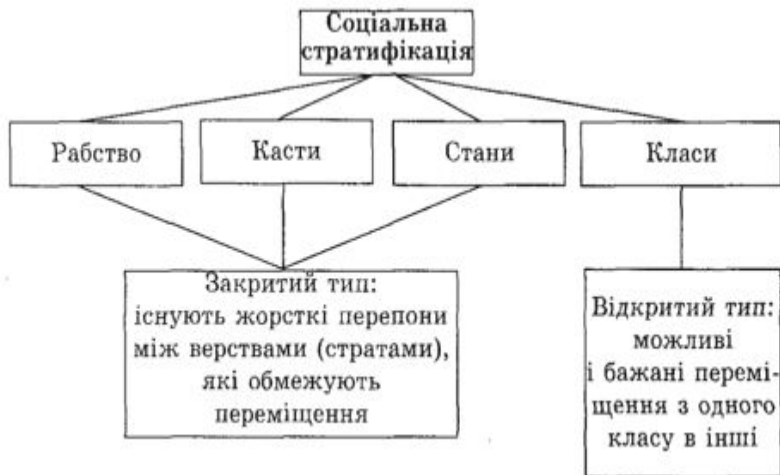 Соціальна
стратифікація
Рабство
Касти
Стани
Класи
Закритий тип:
існують жорсткі перепони
між верствами (стратами),
які обмежують
переміщення
Відкритий тип:
можливі
і бажані перемі-
щення з одного
класу в інші